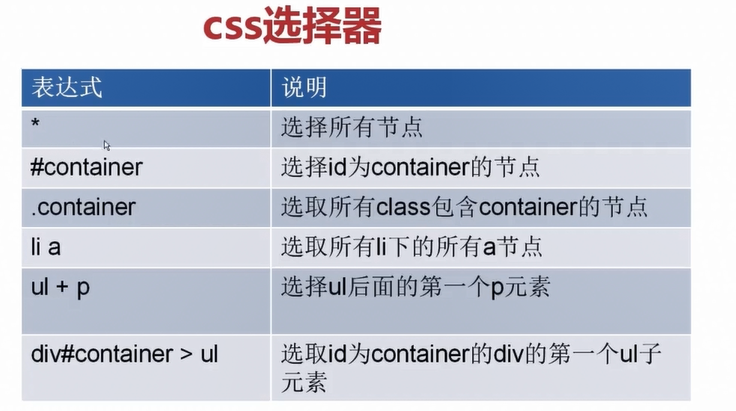 css选择器
表达式 说明
* 选择所有节点
#container 选择id为container的节点
.container 选取所有class包含container的节点
li a 选取所有li下的所有a节点
ul + p 选择ul后面的第一个p元素
div#container > ul 选取id为container的div的第一个ul子
元素